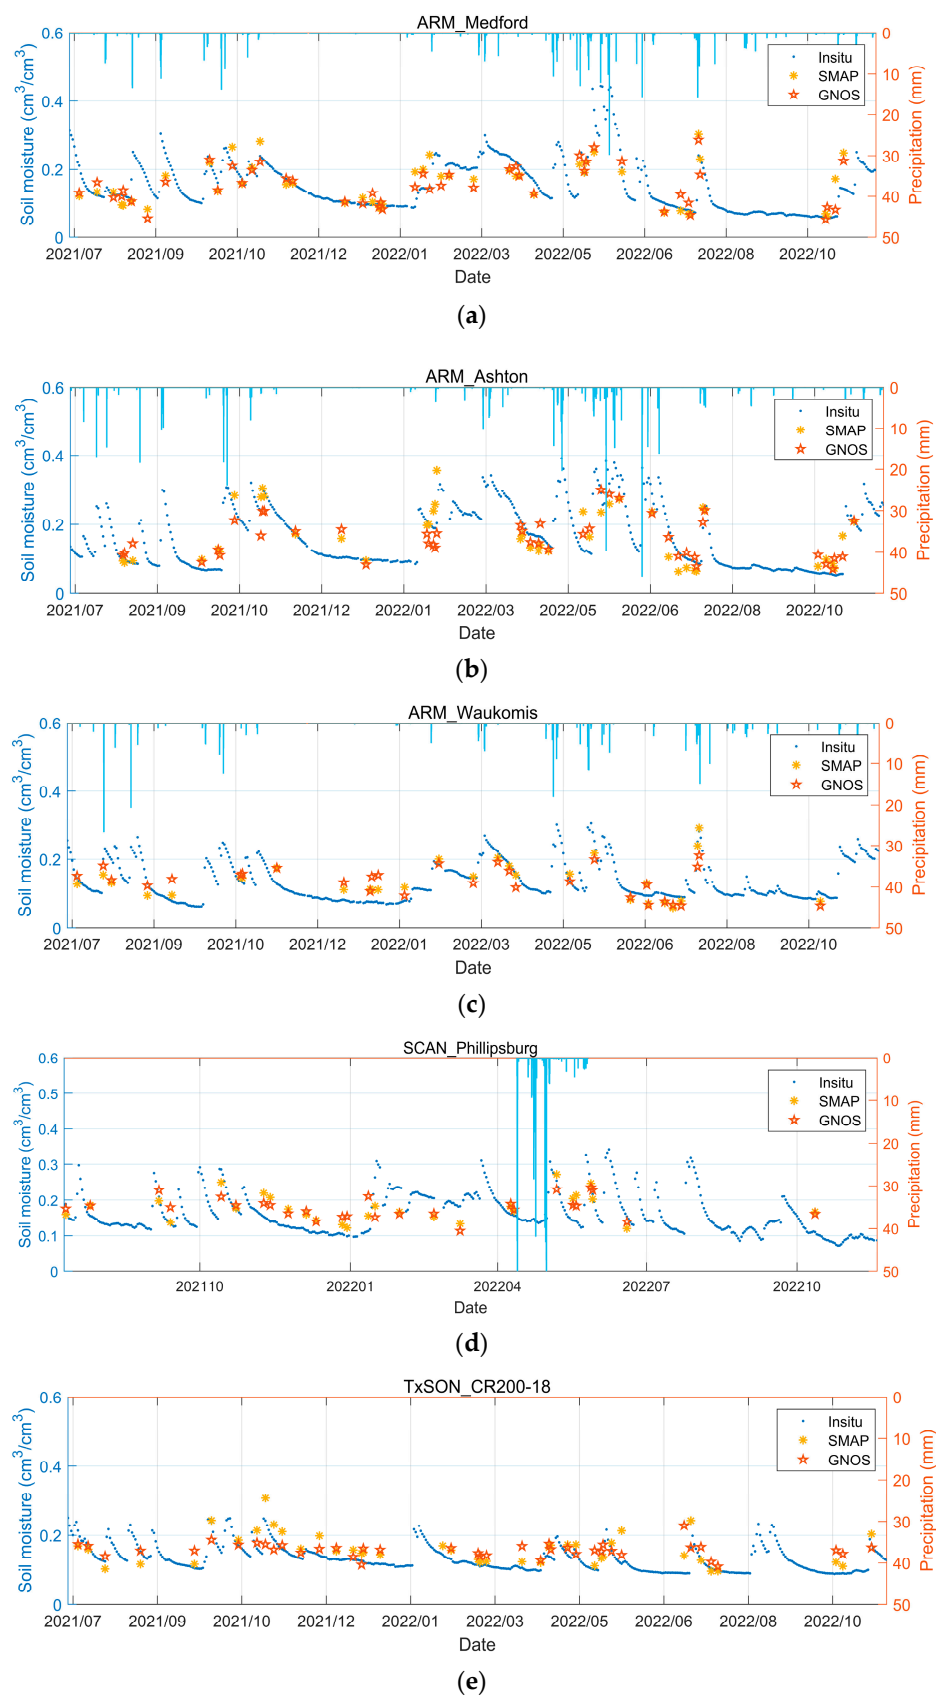 ARM_Medford
0.6
0.4
0.2
0
Soil moisture (cm³/cm³)
Insitu
SMAP
GNOS
0
10
20
30
40
50
Precipitation (mm)
2021/07 2021/09 2021/10 2021/12 2022/01 2022/03 2022/05 2022/06 2022/08 2022/10
Date
(a)
ARM_Ashton
0.6
0.4
0.2
0
Soil moisture (cm³/cm³)
Insitu
SMAP
GNOS
0
10
20
30
40
50
Precipitation (mm)
2021/07 2021/09 2021/10 2021/12 2022/01 2022/03 2022/05 2022/06 2022/08 2022/10
Date
(b)
ARM_Waukomis
0.6
0.4
0.2
0
Soil moisture (cm³/cm³)
Insitu
SMAP
GNOS
0
10
20
30
40
50
Precipitation (mm)
2021/07 2021/09 2021/10 2021/12 2022/01 2022/03 2022/05 2022/06 2022/08 2022/10
Date
(c)
SCAN_Phillipsburg
0.6
0.5
0.4
0.3
0.2
0.1
0
Soil moisture (cm³/cm³)
Insitu
SMAP
GNOS
0
10
20
30
40
50
Precipitation (mm)
202110 202201 202204 202207 202210
Date
(d)
TxSON_CR200-18
0.6
0.4
0.2
0
Soil moisture (cm³/cm³)
Insitu
SMAP
GNOS
0
10
20
30
40
50
Precipitation (mm)
2021/07 2021/09 2021/10 2021/12 2022/01 2022/03 2022/05 2022/06 2022/08 2022/10
Date
(e)